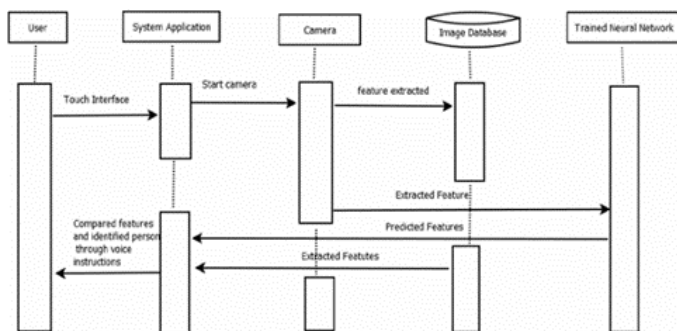 User
System Application
Camera
Image Database
Trained Neural Network
Touch Interface
Start camera
feature extracted
Extracted Feature
Predicted Features
Compared features
and identified person
through voice
instructions
Extracted Featutes